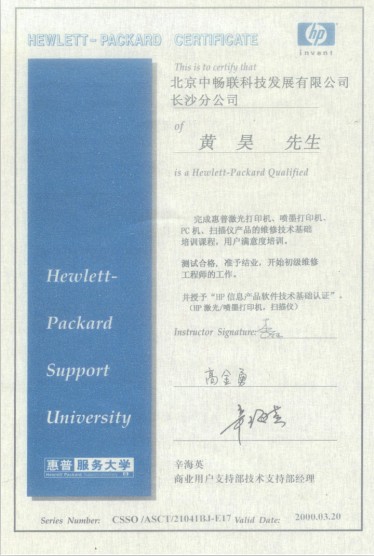 HEWLETT-PACKARD CERTIFICATE
hp
invent
This is to certify that
北京中畅联科技发展有限公司
长沙分公司
of
黄 昊 先生
is a Hewlett-Packard Qualified
完成惠普激光打印机、喷墨打印机、
PC 机、扫描仪产品的维修技术基础
培训课程，用户满意度培训。
测试合格，准予结业，开始初级维修
工程师的工作。
并授予“HP 信息产品软件技术基础认证”。
（HP 激光/喷墨打印机、扫描仪）
Instructor Signature:
高金勇
辛海英
辛海英
商业用户支持部技术支持部经理
Hewlett-
Packard
Support
University
惠普服务大学
Series Number: CSSO /ASCT/21041BJ-E17 Valid Date: 2000.03.20